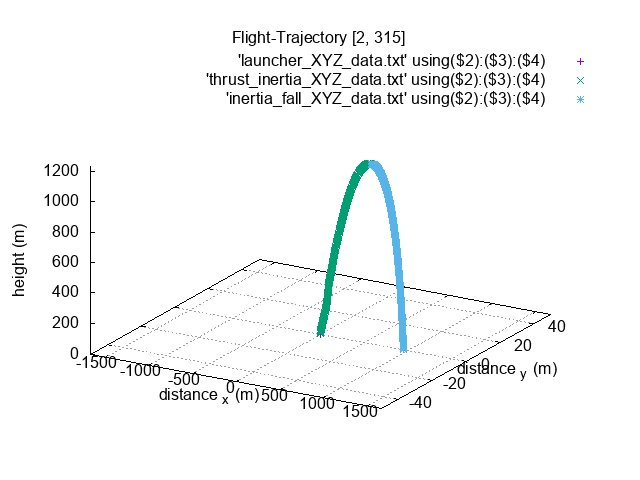 Flight-Trajectory [2, 315]
'launcher_XYZ_data.txt' using($2):($3):($4)
'thrust_inertia_XYZ_data.txt' using($2):($3):($4)
'inertia_fall_XYZ_data.txt' using($2):($3):($4)
1200
1000
800
600
400
200
0
height (m)
-1500
-1000
-500
0
500
1000
1500
distance x (m)
-40
-20
0
20
40
distance y (m)